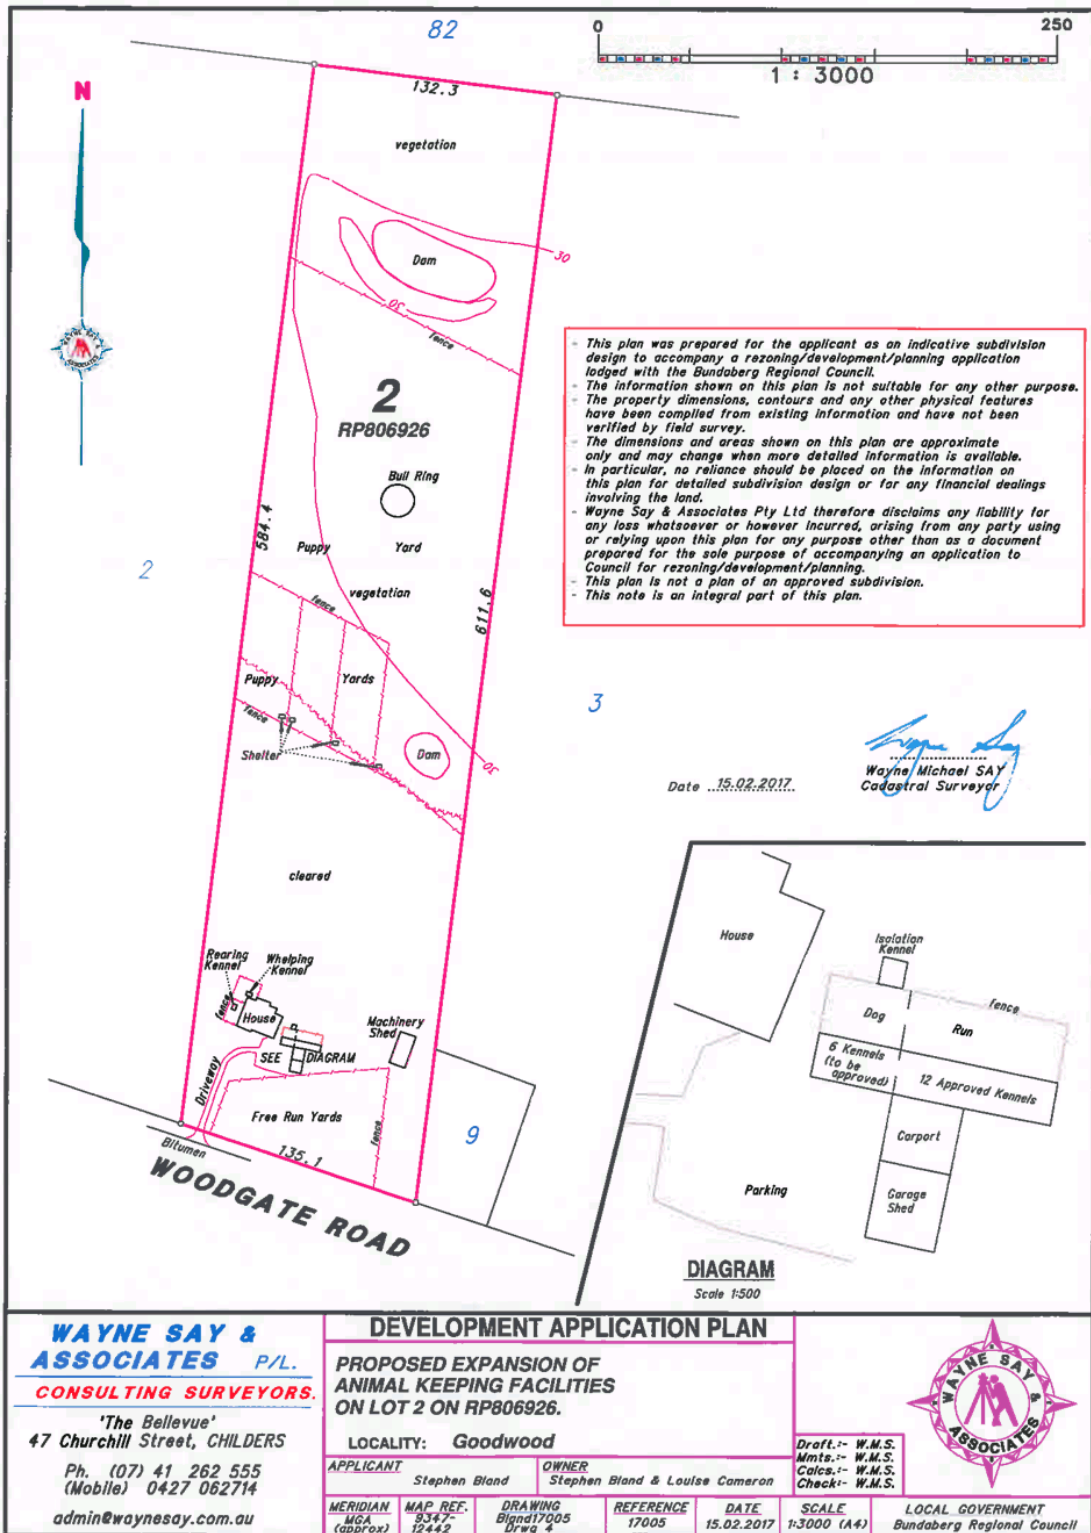 82
0 250
1 : 3000
N
132.3
vegetation
Dam
30
30
fence
2
RP806926
Bull Ring
584.4
Puppy Yard
2
vegetation
611.6
fence
Puppy Yards
fence
Shelter
Dam
30
3
cleared
Rearing
Kennel
Whelping
Kennel
fence
House
Machinery
Shed
SEE DIAGRAM
Driveway
Free Run Yards
fence
9
Bitumen
135.1
WOODGATE ROAD
- This plan was prepared for the applicant as an indicative subdivision
design to accompany a rezoning/development/planning application
lodged with the Bundaberg Regional Council.
- The information shown on this plan is not suitable for any other purpose.
- The property dimensions, contours and any other physical features
have been compiled from existing information and have not been
verified by field survey.
- The dimensions and areas shown on this plan are approximate
only and may change when more detailed information is available.
- In particular, no reliance should be placed on the information on
this plan for detailed subdivision design or for any financial dealings
involving the land.
- Wayne Say & Associates Pty Ltd therefore disclaims any liability for
any loss whatsoever or however incurred, arising from any party using
or relying upon this plan for any purpose other than as a document
prepared for the sole purpose of accompanying an application to
Council for rezoning/development/planning.
- This plan is not a plan of an approved subdivision.
- This note is an integral part of this plan.
Wayne Say
Date 15.02.2017
Wayne Michael SAY
Cadastral Surveyor
House
Isolation
Kennel
fence
Dog Run
6 Kennels
(to be
approved)
12 Approved Kennels
Carport
Garage
Shed
Parking
DIAGRAM
Scale 1:500
WAYNE SAY &
ASSOCIATES P/L.
CONSULTING SURVEYORS.
'The Bellevue'
47 Churchill Street, CHILDERS
Ph. (07) 41 262 555
(Mobile) 0427 062714
admin@waynesay.com.au
DEVELOPMENT APPLICATION PLAN
PROPOSED EXPANSION OF
ANIMAL KEEPING FACILITIES
ON LOT 2 ON RP806926.
LOCALITY: Goodwood
APPLICANT
Stephen Bland
OWNER
Stephen Bland & Louise Cameron
MERIDIAN
MGA
(approx)
MAP REF.
9347-
12442
DRAWING
Bland17005
Drwg 4
REFERENCE
17005
DATE
15.02.2017
SCALE
1:3000 (A4)
Draft.:- W.M.S.
Mmts.:- W.M.S.
Calcs.:- W.M.S.
Check:- W.M.S.
WAYNE SAY &
ASSOCIATES
LOCAL GOVERNMENT
Bundaberg Regional Council